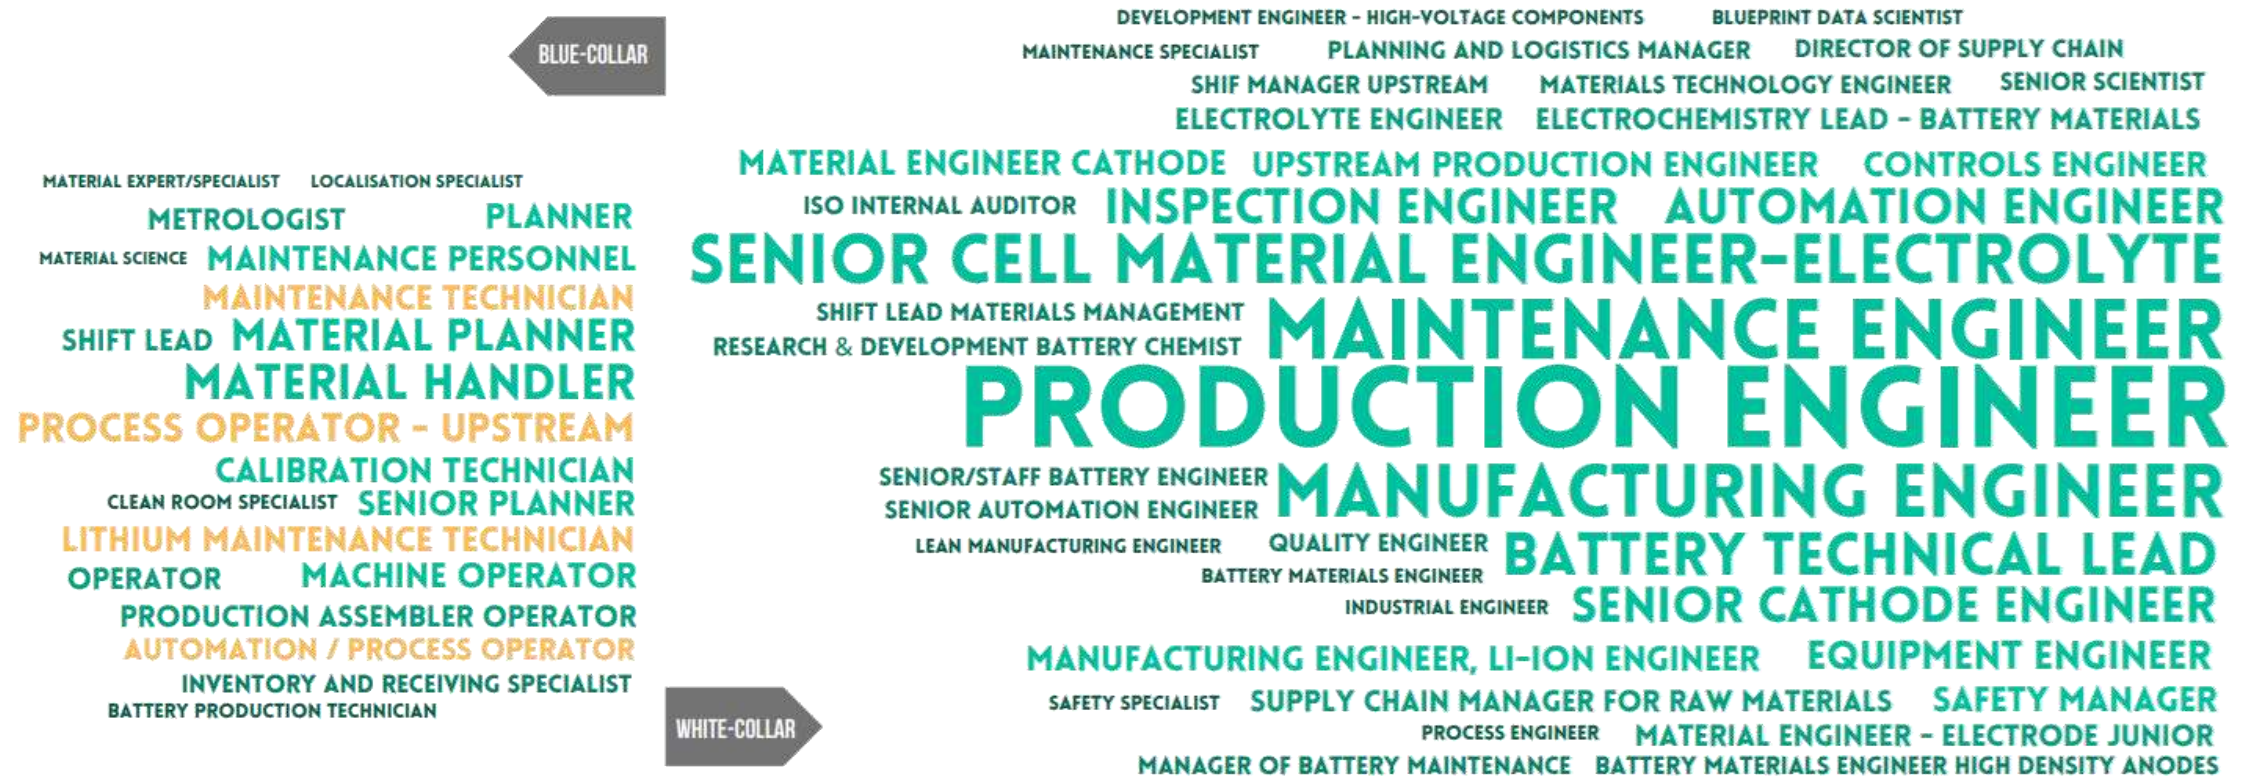 BLUE-COLLAR
MATERIAL EXPERT/SPECIALIST LOCALISATION SPECIALIST
METROLOGIST PLANNER
MATERIAL SCIENCE MAINTENANCE PERSONNEL
MAINTENANCE TECHNICIAN
SHIFT LEAD MATERIAL PLANNER
MATERIAL HANDLER
PROCESS OPERATOR - UPSTREAM
CALIBRATION TECHNICIAN
CLEAN ROOM SPECIALIST SENIOR PLANNER
LITHIUM MAINTENANCE TECHNICIAN
OPERATOR MACHINE OPERATOR
PRODUCTION ASSEMBLER OPERATOR
AUTOMATION / PROCESS OPERATOR
INVENTORY AND RECEIVING SPECIALIST
BATTERY PRODUCTION TECHNICIAN
WHITE-COLLAR
DEVELOPMENT ENGINEER - HIGH-VOLTAGE COMPONENTS BLUEPRINT DATA SCIENTIST
MAINTENANCE SPECIALIST PLANNING AND LOGISTICS MANAGER DIRECTOR OF SUPPLY CHAIN
SHIF MANAGER UPSTREAM MATERIALS TECHNOLOGY ENGINEER SENIOR SCIENTIST
ELECTROLYTE ENGINEER ELECTROCHEMISTRY LEAD - BATTERY MATERIALS
MATERIAL ENGINEER CATHODE UPSTREAM PRODUCTION ENGINEER CONTROLS ENGINEER
ISO INTERNAL AUDITOR INSPECTION ENGINEER AUTOMATION ENGINEER
SENIOR CELL MATERIAL ENGINEER-ELECTROLYTE
SHIFT LEAD MATERIALS MANAGEMENT MAINTENANCE ENGINEER
RESEARCH & DEVELOPMENT BATTERY CHEMIST
PRODUCTION ENGINEER
SENIOR/STAFF BATTERY ENGINEER MANUFACTURING ENGINEER
SENIOR AUTOMATION ENGINEER
LEAN MANUFACTURING ENGINEER QUALITY ENGINEER BATTERY TECHNICAL LEAD
BATTERY MATERIALS ENGINEER
INDUSTRIAL ENGINEER SENIOR CATHODE ENGINEER
MANUFACTURING ENGINEER, LI-ION ENGINEER EQUIPMENT ENGINEER
SAFETY SPECIALIST SUPPLY CHAIN MANAGER FOR RAW MATERIALS SAFETY MANAGER
PROCESS ENGINEER MATERIAL ENGINEER - ELECTRODE JUNIOR
MANAGER OF BATTERY MAINTENANCE BATTERY MATERIALS ENGINEER HIGH DENSITY ANODES